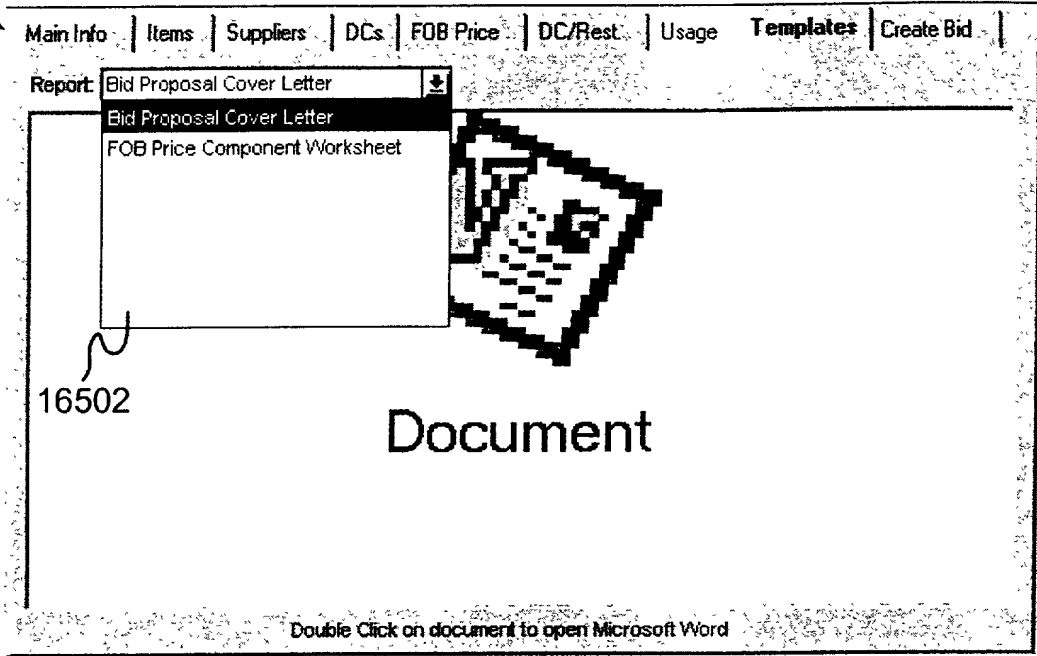 Main Info Items Suppliers DCs FOB Price DC/Rest. Usage Templates Create Bid
Report: Bid Proposal Cover Letter
Bid Proposal Cover Letter
FOB Price Component Worksheet
16502
Document
Double Click on document to open Microsoft Word